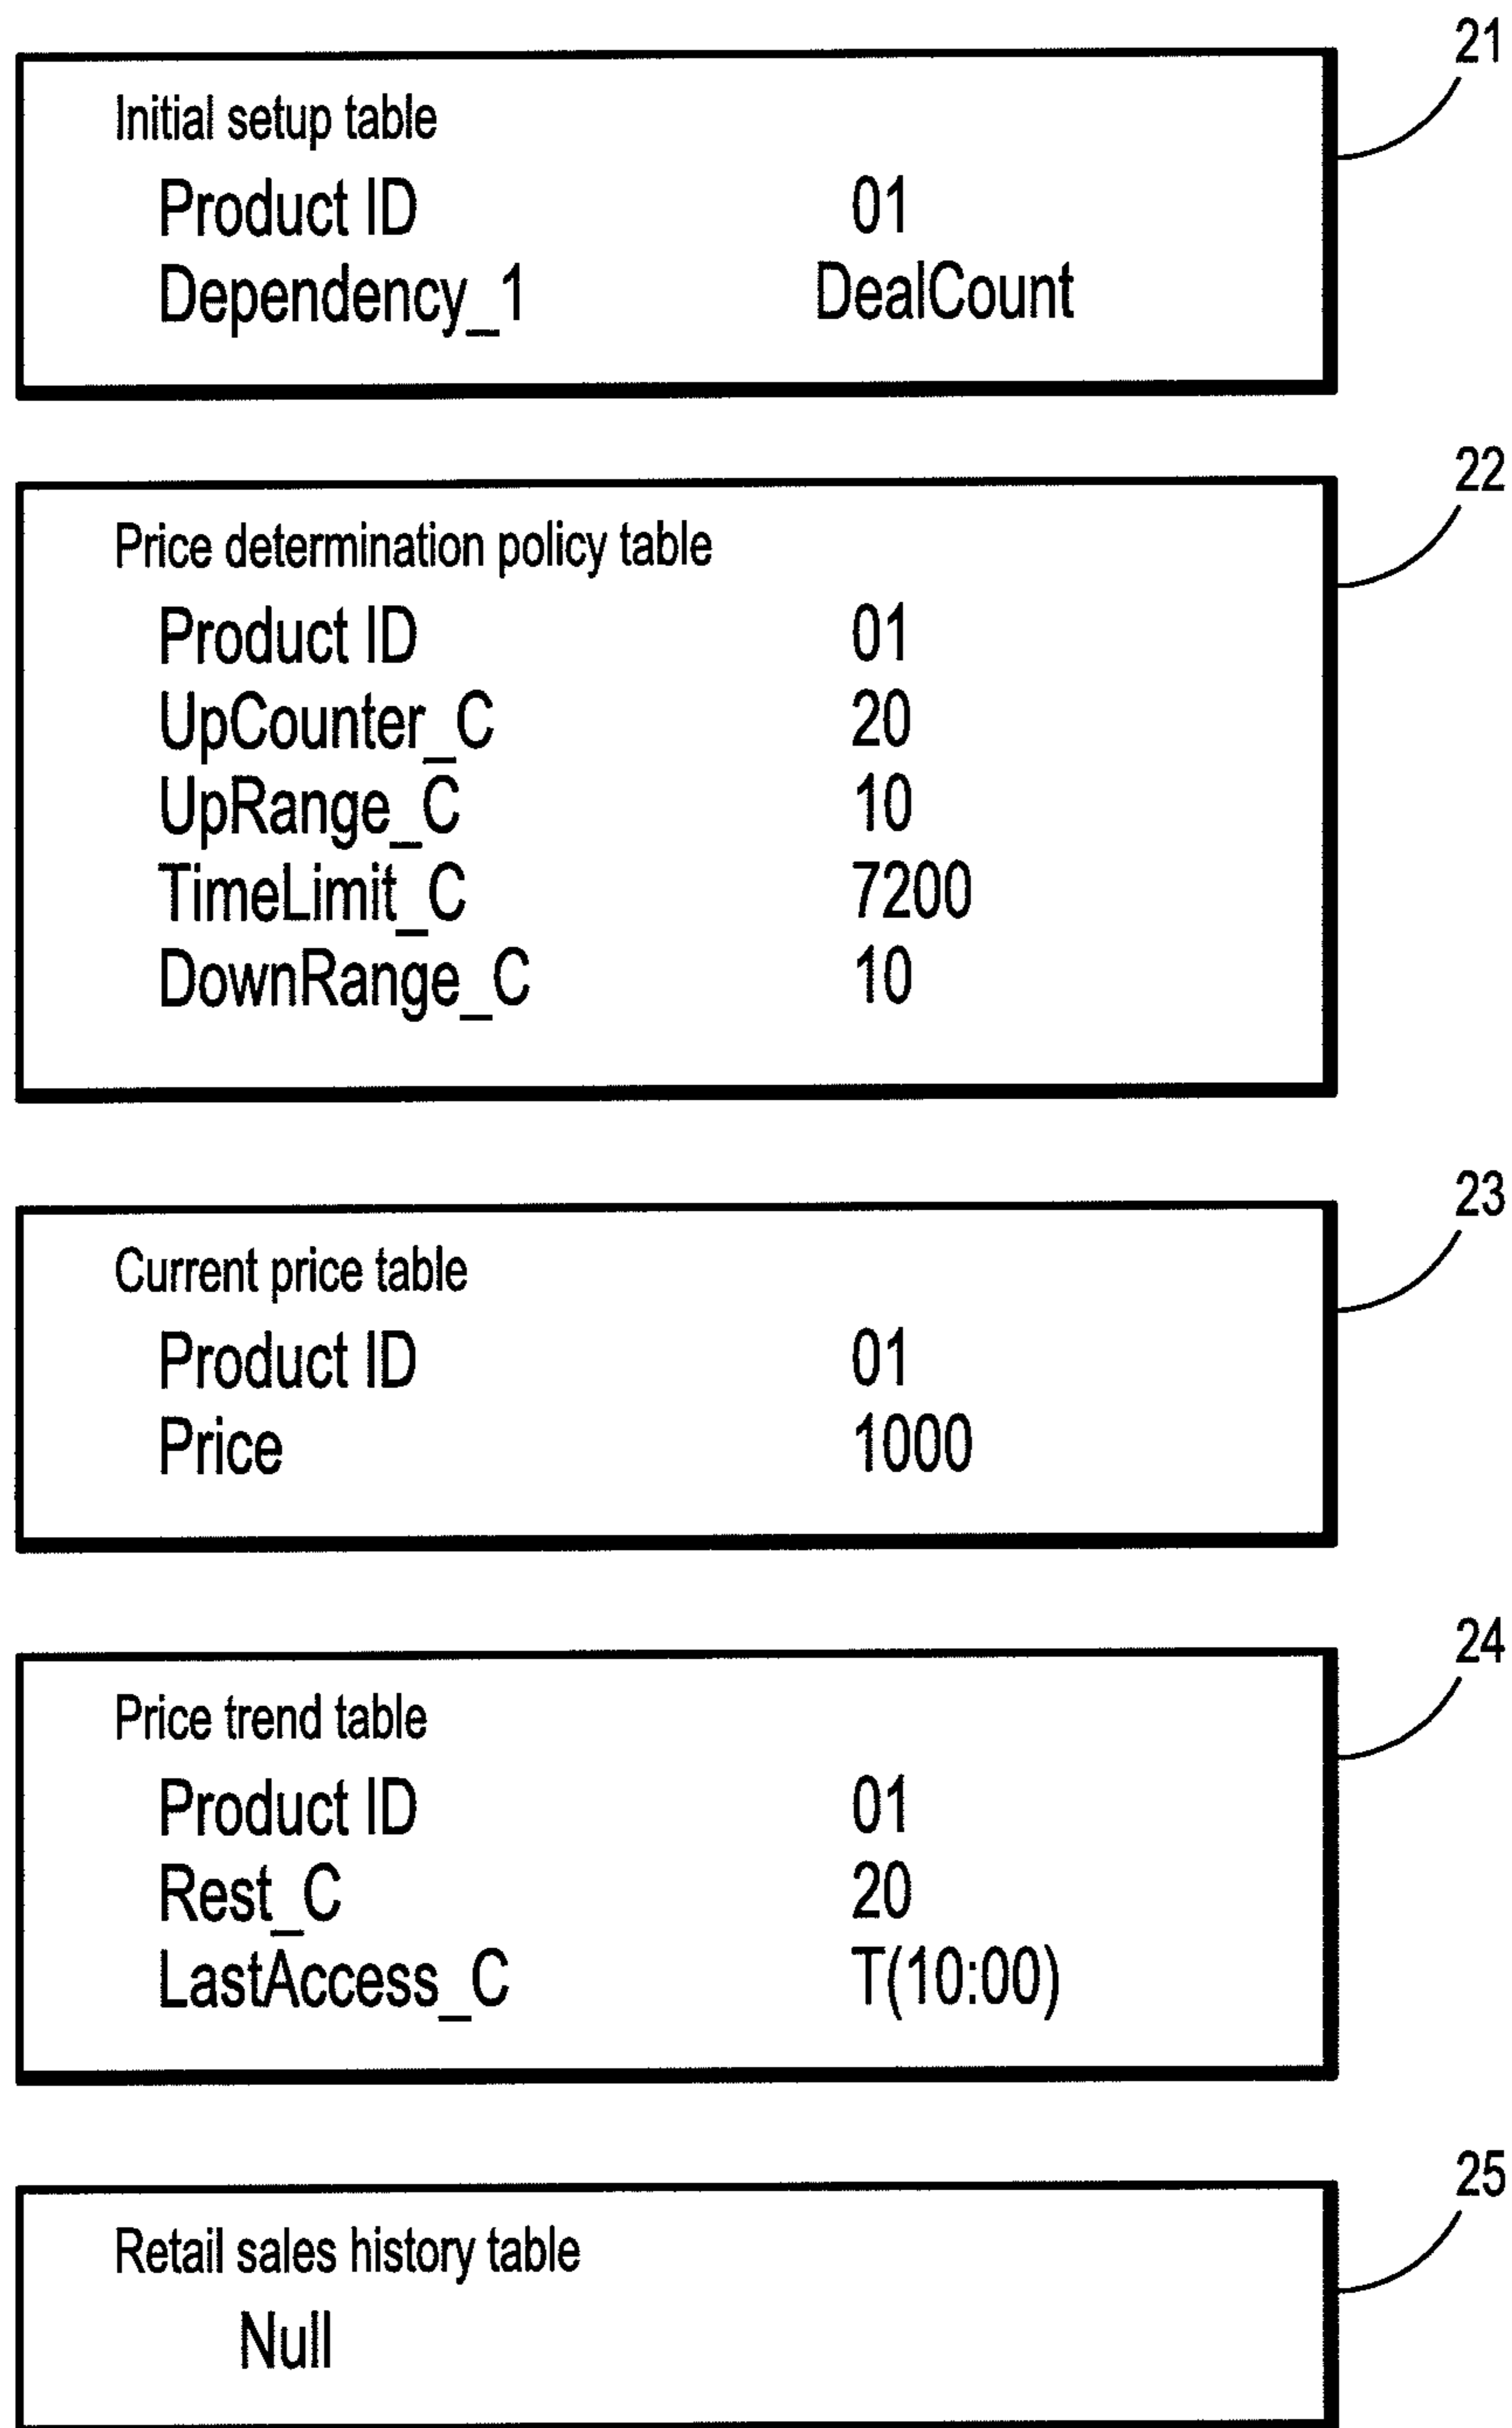 21
Initial setup table
Product ID 01
Dependency_1 DealCount
22
Price determination policy table
Product ID 01
UpCounter_C 20
UpRange_C 10
TimeLimit_C 7200
DownRange_C 10
23
Current price table
Product ID 01
Price 1000
24
Price trend table
Product ID 01
Rest_C 20
LastAccess_C T(10:00)
25
Retail sales history table
Null